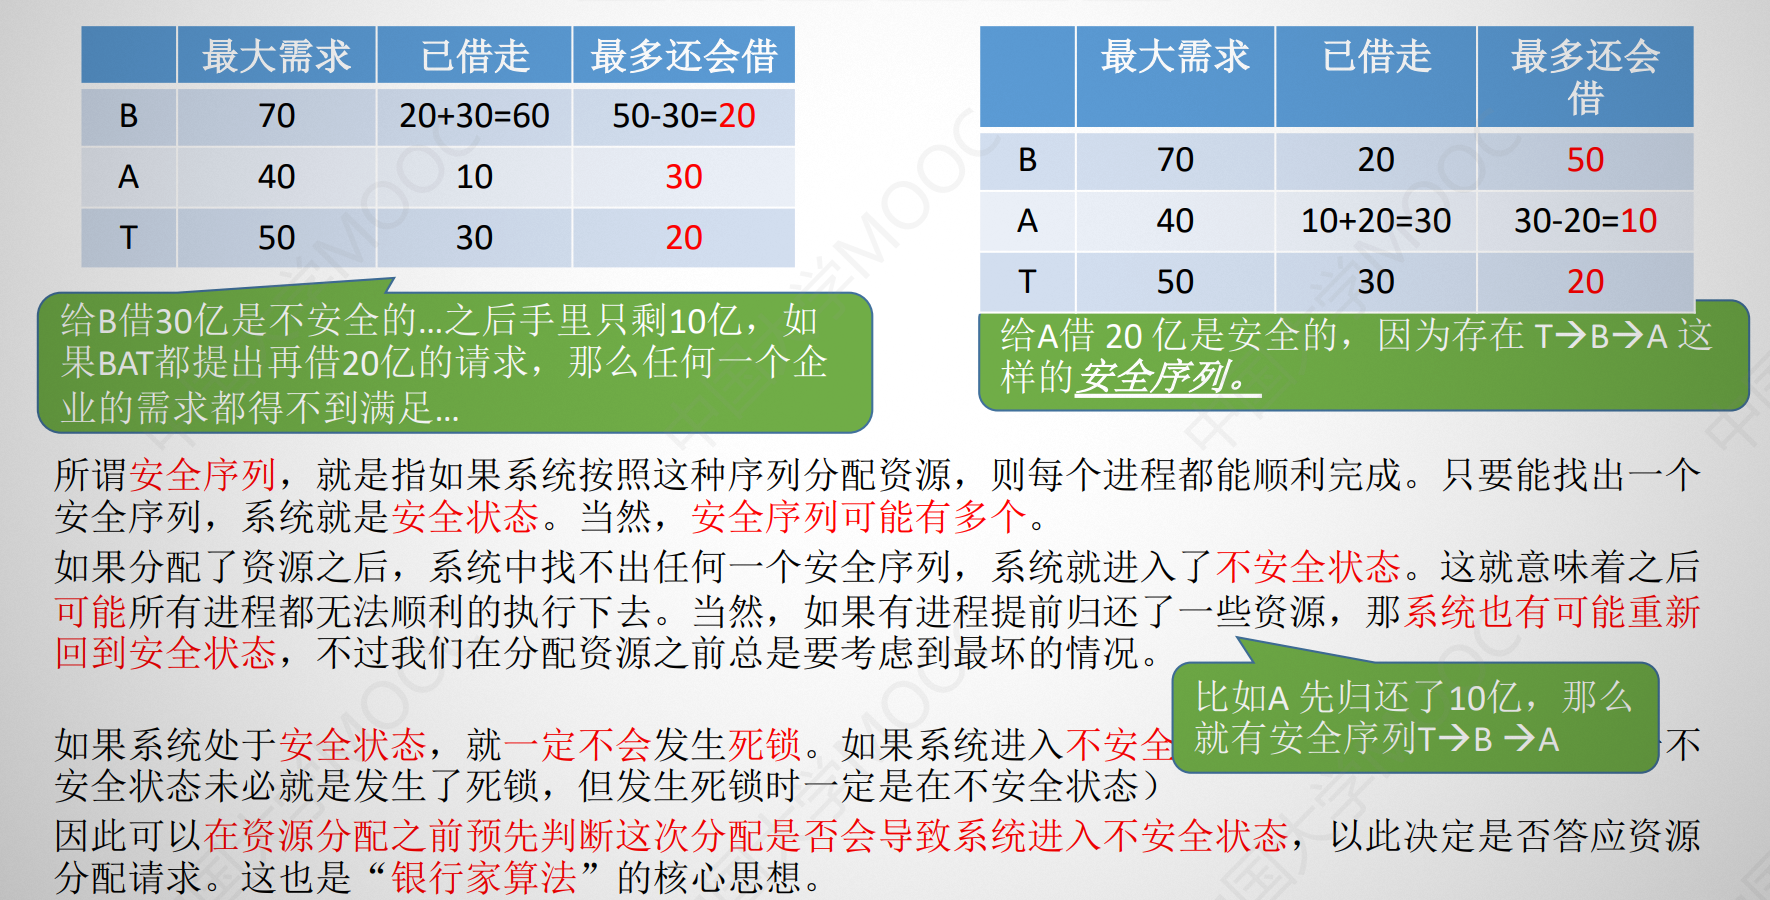 最大需求 已借走 最多还会借
B 70 20+30=60 50-30=20
A 40 10 30
T 50 30 20
给B借30亿是不安全的...之后手里只剩10亿，如
果BAT都提出再借20亿的请求，那么任何一个企
业的需求都得不到满足...
最大需求 已借走 最多还会
借
B 70 20 50
A 40 10+20=30 30-20=10
T 50 30 20
给A借 20 亿是安全的，因为存在 T→B→A 这
样的安全序列。
所谓安全序列，就是指如果系统按照这种序列分配资源，则每个进程都能顺利完成。只要能找出一个
安全序列，系统就是安全状态。当然，安全序列可能有多个。
如果分配了资源之后，系统中找不出任何一个安全序列，系统就进入了不安全状态。这就意味着之后
可能所有进程都无法顺利的执行下去。当然，如果有进程提前归还了一些资源，那系统也有可能重新
回到安全状态，不过我们在分配资源之前总是要考虑到最坏的情况。
比如A 先归还了10亿，那么
就有安全序列T→B →A
如果系统处于安全状态，就一定不会发生死锁。如果系统进入不安全 不
安全状态未必就是发生了死锁，但发生死锁时一定是在不安全状态）
因此可以在资源分配之前预先判断这次分配是否会导致系统进入不安全状态，以此决定是否答应资源
分配请求。这也是“银行家算法”的核心思想。
中国大学MOOC